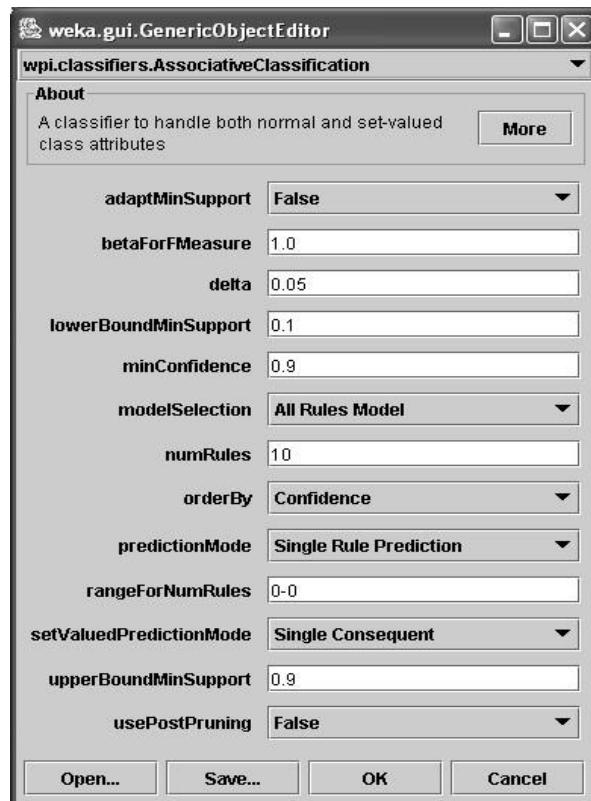 weka.gui.GenericObjectEditor
wpi.classifiers.AssociativeClassification
About
A classifier to handle both normal and set-valued
class attributes
More
adaptMinSupport False
betaForFMeasure 1.0
delta 0.05
lowerBoundMinSupport 0.1
minConfidence 0.9
modelSelection All Rules Model
numRules 10
orderBy Confidence
predictionMode Single Rule Prediction
rangeForNumRules 0-0
setValuedPredictionMode Single Consequent
upperBoundMinSupport 0.9
usePostPruning False
Open... Save... OK Cancel